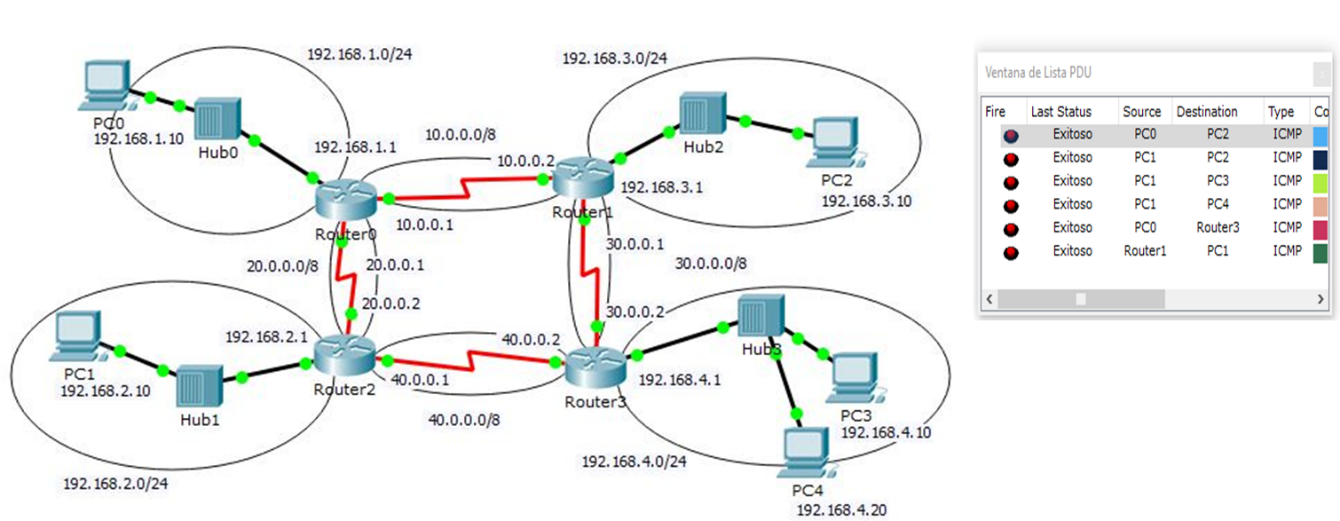 192.168.1.0/24
PC0
192.168.1.10
Hub0
192.168.1.1
Router0
10.0.0.0/8
10.0.0.1
10.0.0.2
192.168.3.0/24
Hub2
PC2
192.168.3.10
192.168.3.1
Router1
20.0.0.0/8
20.0.0.1
20.0.0.2
30.0.0.1
30.0.0.0/8
30.0.0.2
192.168.2.1
PC1
192.168.2.10
Hub1
Router2
192.168.2.0/24
40.0.0.2
40.0.0.1
40.0.0.0/8
Router3
192.168.4.1
Hub3
PC3
192.168.4.10
192.168.4.0/24
PC4
192.168.4.20
Ventana de Lista PDU
Fire Last Status Source Destination Type Co
Exitoso PC0 PC2 ICMP
Exitoso PC1 PC2 ICMP
Exitoso PC1 PC3 ICMP
Exitoso PC1 PC4 ICMP
Exitoso PC0 Router3 ICMP
Exitoso Router1 PC1 ICMP